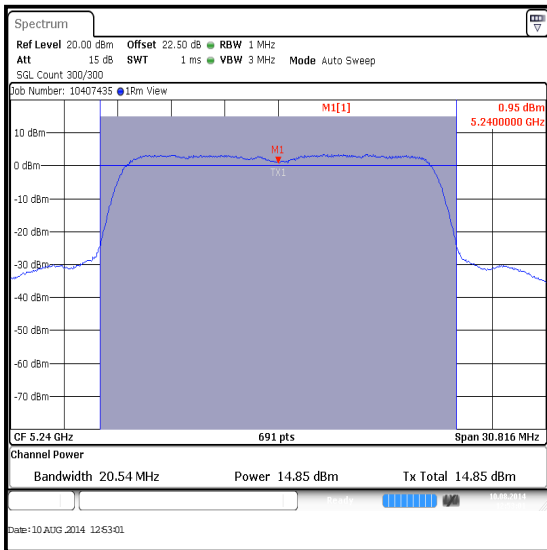 Spectrum
Ref Level 20.00 dBm Offset 22.50 dB RBW 1 MHz
Att 15 dB SWT 1 ms VBW 3 MHz Mode Auto Sweep
SGL Count 300/300
Job Number: 10407435 1Rm View
M1[1] 0.95 dBm
5.2400000 GHz
10 dBm
M1
0 dBm
TX1
-10 dBm
-20 dBm
-30 dBm
-40 dBm
-50 dBm
-60 dBm
-70 dBm
CF 5.24 GHz 691 pts Span 30.816 MHz
Channel Power
Bandwidth 20.54 MHz Power 14.85 dBm Tx Total 14.85 dBm
Ready 10.08.2014
Date: 10 AUG 2014 12:53:01